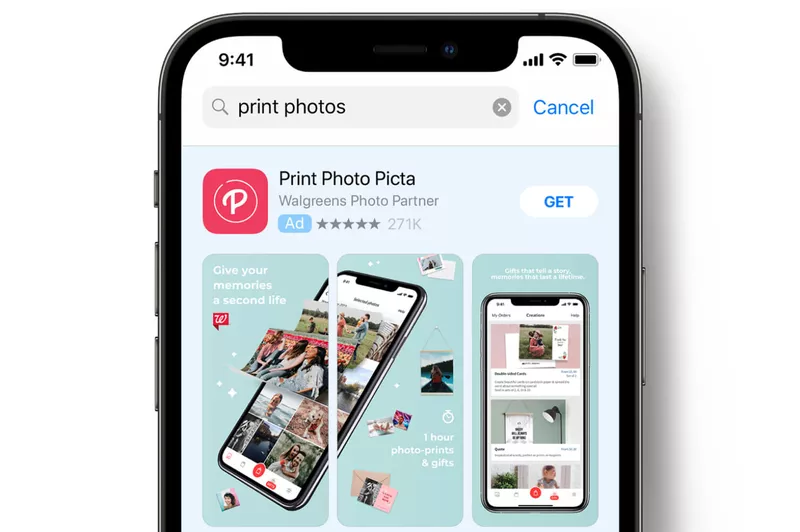 9:41
print photos
Cancel
Print Photo Picta
Walgreens Photo Partner
GET
Ad
271K
Give your
memories
a second life
Selected photos
1 hour
photo-prints
& gifts
Gifts that tell a story,
memories that last a lifetime.
My Orders
Creations
Help
Double-sided Cards
Quote